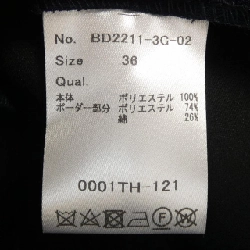 No. BD2211-3G-02
Size 36
Qual.
本体 ポリエステル 100%
ボーダー部分 ポリエステル 74%
綿 26%
0001TH-121